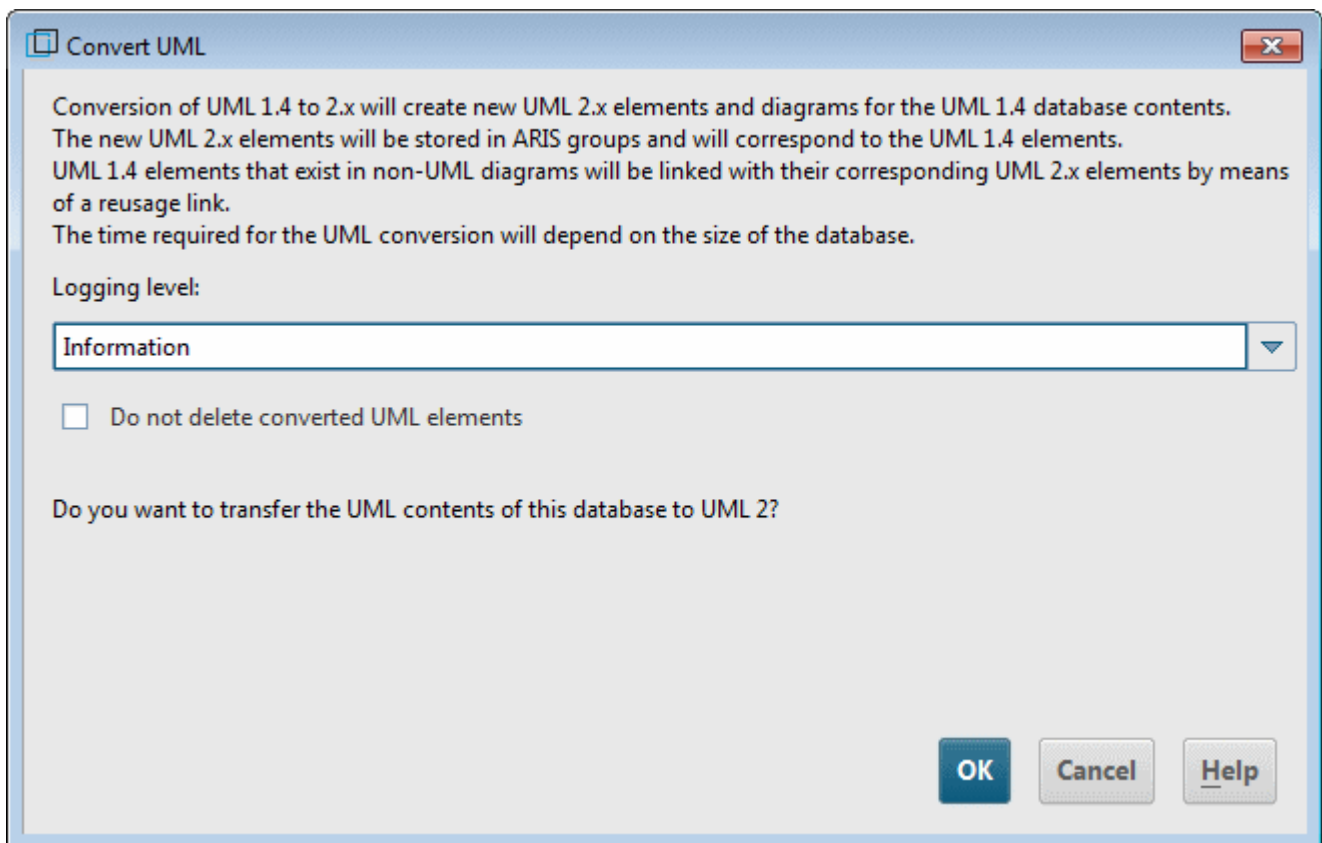 Convert UML
Conversion of UML 1.4 to 2.x will create new UML 2.x elements and diagrams for the UML 1.4 database contents.
The new UML 2.x elements will be stored in ARIS groups and will correspond to the UML 1.4 elements.
UML 1.4 elements that exist in non-UML diagrams will be linked with their corresponding UML 2.x elements by means
of a reusage link.
The time required for the UML conversion will depend on the size of the database.
Logging level:
Information
Do not delete converted UML elements
Do you want to transfer the UML contents of this database to UML 2?
OK Cancel Help